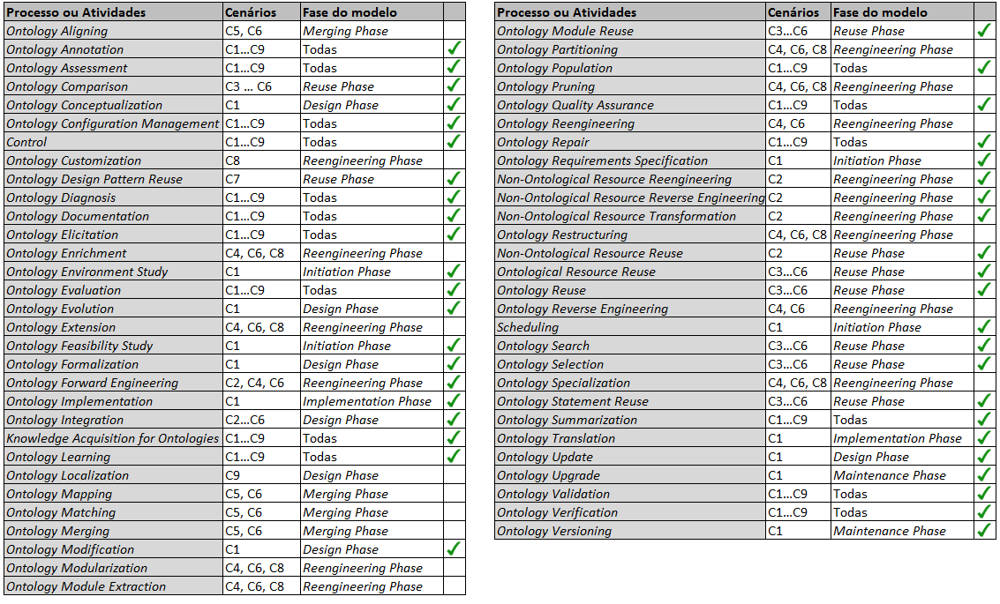 Processo ou Atividades Cenários Fase do modelo
Ontology Aligning C5, C6 Merging Phase
Ontology Annotation C1...C9 Todas ✓
Ontology Assessment C1...C9 Todas ✓
Ontology Comparison C3 ... C6 Reuse Phase ✓
Ontology Conceptualization C1 Design Phase ✓
Ontology Configuration Management C1...C9 Todas ✓
Control C1...C9 Todas ✓
Ontology Customization C8 Reengineering Phase
Ontology Design Pattern Reuse C7 Reuse Phase ✓
Ontology Diagnosis C1...C9 Todas ✓
Ontology Documentation C1...C9 Todas ✓
Ontology Elicitation C1...C9 Todas ✓
Ontology Enrichment C4, C6, C8 Reengineering Phase
Ontology Environment Study C1 Initiation Phase ✓
Ontology Evaluation C1...C9 Todas ✓
Ontology Evolution C1 Design Phase ✓
Ontology Extension C4, C6, C8 Reengineering Phase
Ontology Feasibility Study C1 Initiation Phase ✓
Ontology Formalization C1 Design Phase ✓
Ontology Forward Engineering C2, C4, C6 Reengineering Phase ✓
Ontology Implementation C1 Implementation Phase ✓
Ontology Integration C2...C6 Design Phase ✓
Knowledge Acquisition for Ontologies C1...C9 Todas ✓
Ontology Learning C1...C9 Todas ✓
Ontology Localization C9 Design Phase
Ontology Mapping C5, C6 Merging Phase
Ontology Matching C5, C6 Merging Phase
Ontology Merging C5, C6 Merging Phase
Ontology Modification C1 Design Phase ✓
Ontology Modularization C4, C6, C8 Reengineering Phase
Ontology Module Extraction C4, C6, C8 Reengineering Phase
Processo ou Atividades Cenários Fase do modelo
Ontology Module Reuse C3...C6 Reuse Phase ✓
Ontology Partitioning C4, C6, C8 Reengineering Phase
Ontology Population C1...C9 Todas ✓
Ontology Pruning C4, C6, C8 Reengineering Phase
Ontology Quality Assurance C1...C9 Todas ✓
Ontology Reengineering C4, C6 Reengineering Phase
Ontology Repair C1...C9 Todas ✓
Ontology Requirements Specification C1 Initiation Phase ✓
Non-Ontological Resource Reengineering C2 Reengineering Phase ✓
Non-Ontological Resource Reverse Engineering C2 Reengineering Phase ✓
Non-Ontological Resource Transformation C2 Reengineering Phase ✓
Ontology Restructuring C4, C6, C8 Reengineering Phase
Non-Ontological Resource Reuse C2 Reuse Phase ✓
Ontological Resource Reuse C3...C6 Reuse Phase ✓
Ontology Reuse C3...C6 Reuse Phase ✓
Ontology Reverse Engineering C4, C6 Reengineering Phase
Scheduling C1 Initiation Phase ✓
Ontology Search C3...C6 Reuse Phase ✓
Ontology Selection C3...C6 Reuse Phase ✓
Ontology Specialization C4, C6, C8 Reengineering Phase
Ontology Statement Reuse C3...C6 Reuse Phase ✓
Ontology Summarization C1...C9 Todas ✓
Ontology Translation C1 Implementation Phase ✓
Ontology Update C1 Design Phase ✓
Ontology Upgrade C1 Maintenance Phase ✓
Ontology Validation C1...C9 Todas ✓
Ontology Verification C1...C9 Todas ✓
Ontology Versioning C1 Maintenance Phase ✓